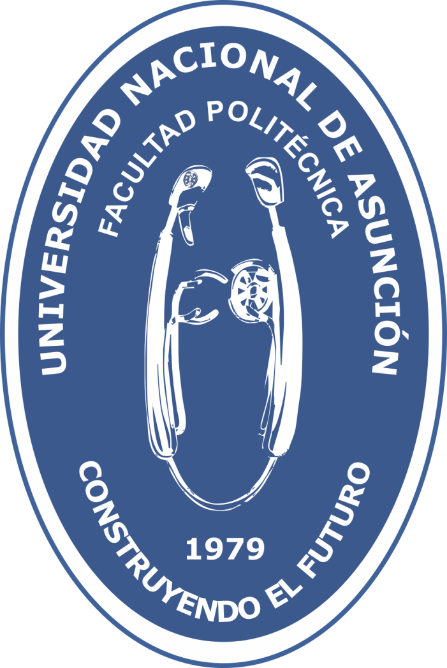 UNIVERSIDAD NACIONAL DE ASUNCIÓN
FACULTAD POLITÉCNICA
1979
CONSTRUYENDO EL FUTURO